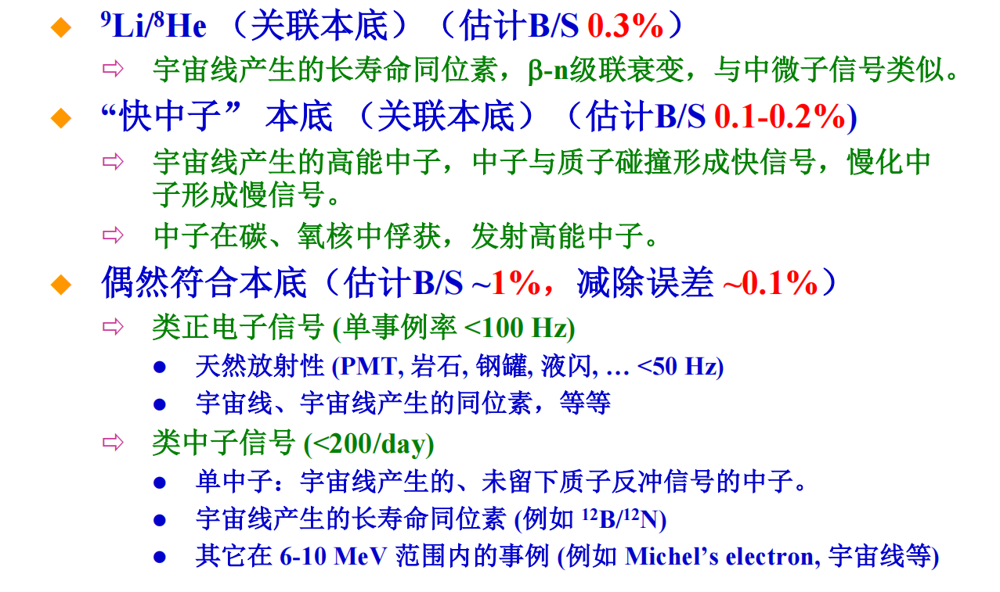 ⁹Li/⁸He （关联本底）（估计B/S 0.3%）
宇宙线产生的长寿命同位素，β-n级联衰变，与中微子信号类似。
“快中子” 本底 （关联本底）（估计B/S 0.1-0.2%)
宇宙线产生的高能中子，中子与质子碰撞形成快信号，慢化中
子形成慢信号。
中子在碳、氧核中俘获，发射高能中子。
偶然符合本底（估计B/S ~1%，减除误差 ~0.1%）
类正电子信号 (单事例率 <100 Hz)
天然放射性 (PMT, 岩石, 钢罐, 液闪, … <50 Hz)
宇宙线、宇宙线产生的同位素，等等
类中子信号 (<200/day)
单中子：宇宙线产生的、未留下质子反冲信号的中子。
宇宙线产生的长寿命同位素 (例如 ¹²B/¹²N)
其它在 6-10 MeV 范围内的事例 (例如 Michel’s electron, 宇宙线等)